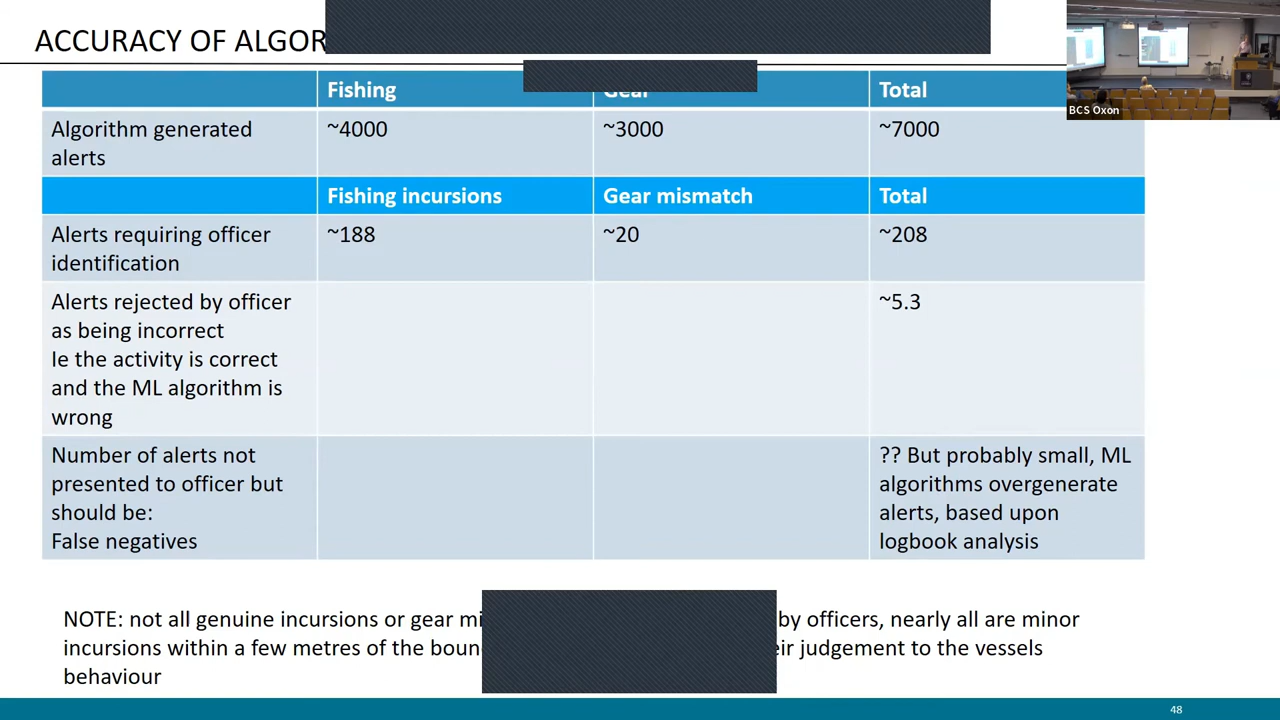 ACCURACY OF
Fishing Total
Algorithm generated ~4000 ~3000 ~7000
alerts
Fishing incursions Gear mismatch Total
Alerts requiring officer ~188 ~20 ~208
identification
Alerts rejected by officer ~5.3
as being incorrect
Ie the activity is correct
and the ML algorithm is
wrong
Number of alerts not ?? But probably small, ML
presented to officer but algorithms overgenerate
should be: alerts, based upon
False negatives logbook analysis
NOTE: not all genuine incursions or gear by officers, nearly all are minor
incursions within a few metres of the judgement to the vessels
behaviour
48
BCS Oxon